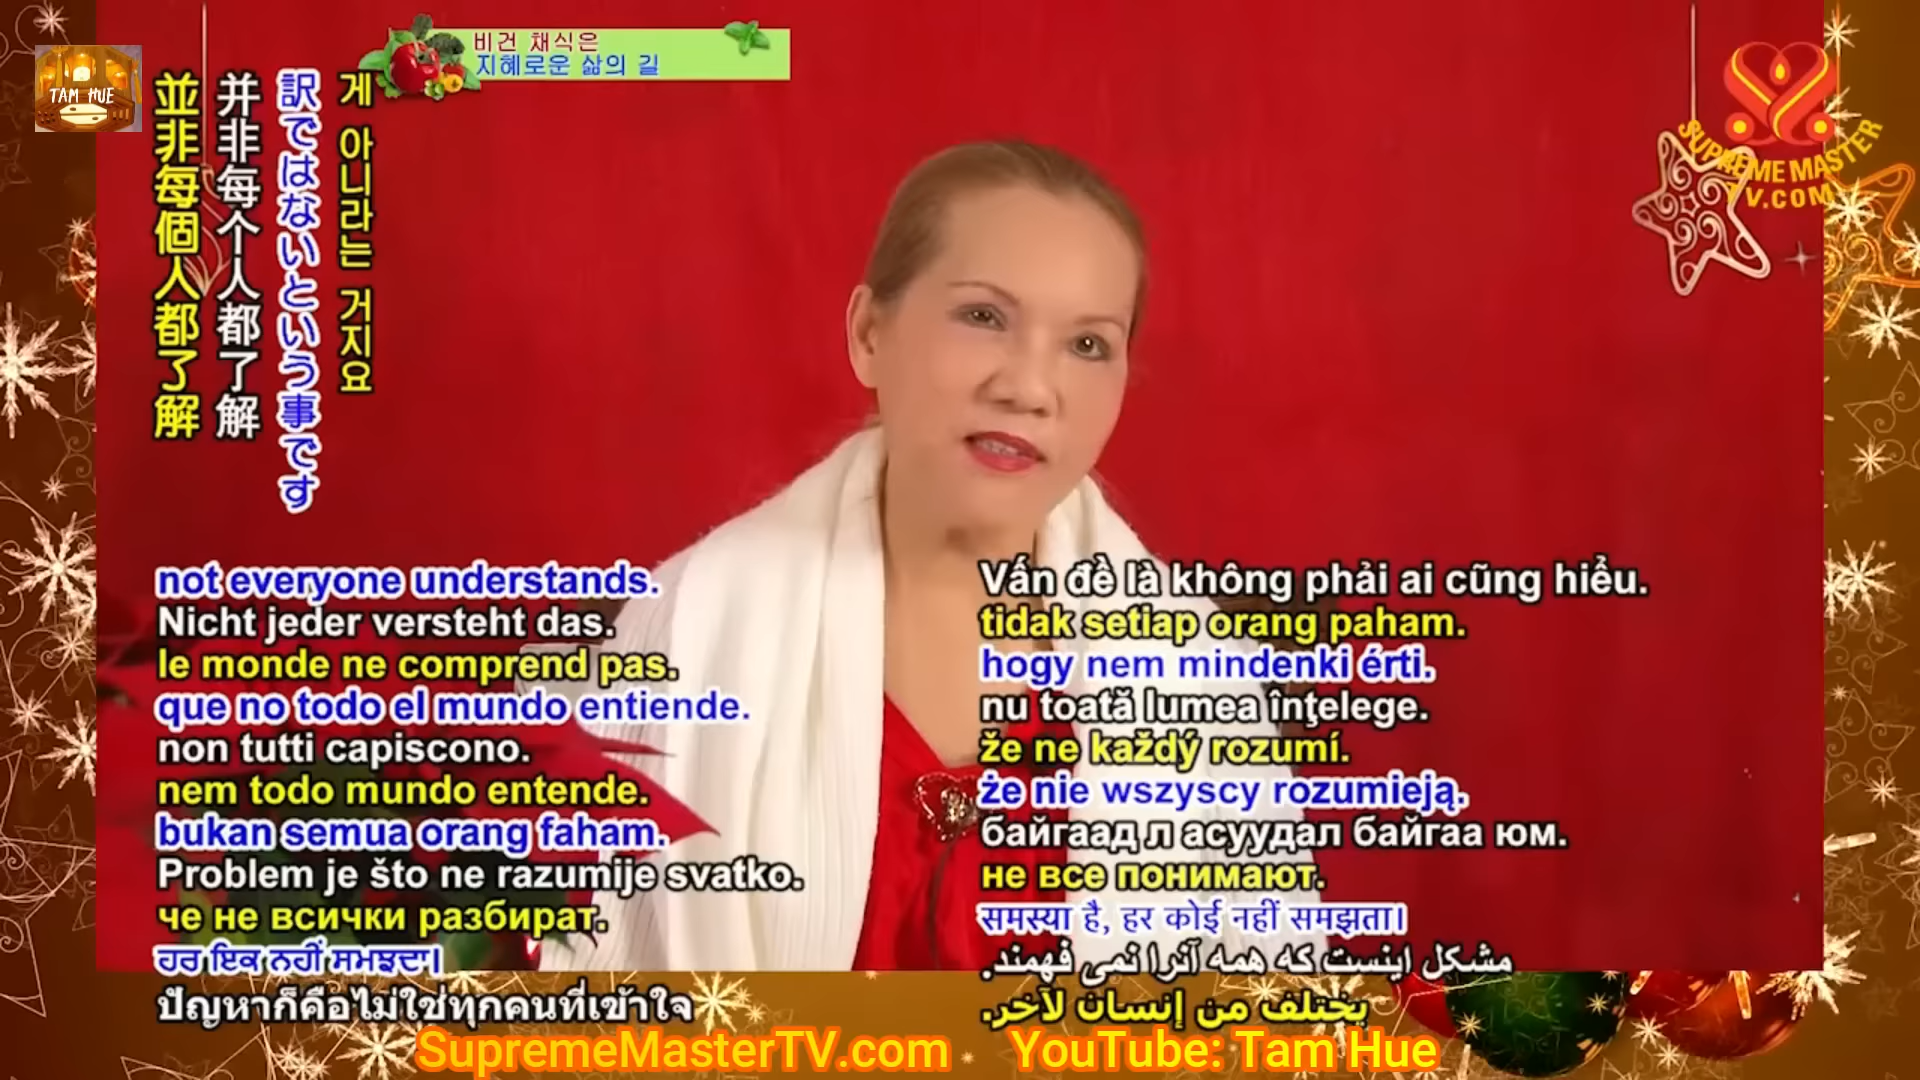 TAM HUE
비건 채식은
지혜로운 삶의 길
SUPREME MASTER
TV.COM
게 아니라는 거지요
訳ではないという事です
并非每个人都了解
並非每個人都了解
not everyone understands.
Nicht jeder versteht das.
le monde ne comprend pas.
que no todo el mundo entiende.
non tutti capiscono.
nem todo mundo entende.
bukan semua orang faham.
Problem je što ne razumije svatko.
че не всички разбират.
ਹਰ ਇਕ ਨਹੀਂ ਸਮਝਦਾ।
ปัญหาก็คือไม่ใช่ทุกคนที่เข้าใจ
Vấn đề là không phải ai cũng hiểu.
tidak setiap orang paham.
hogy nem mindenki érti.
nu toată lumea înţelege.
že ne každý rozumí.
że nie wszyscy rozumieją.
байгаад л асуудал байгаа юм.
не все понимают.
समस्या है, हर कोई नहीं समझता।
مشکل اینست که همه آنرا نمی فهمند.
يختلف من إنسان لآخر.
SupremeMasterTV.com
YouTube: Tam Hue